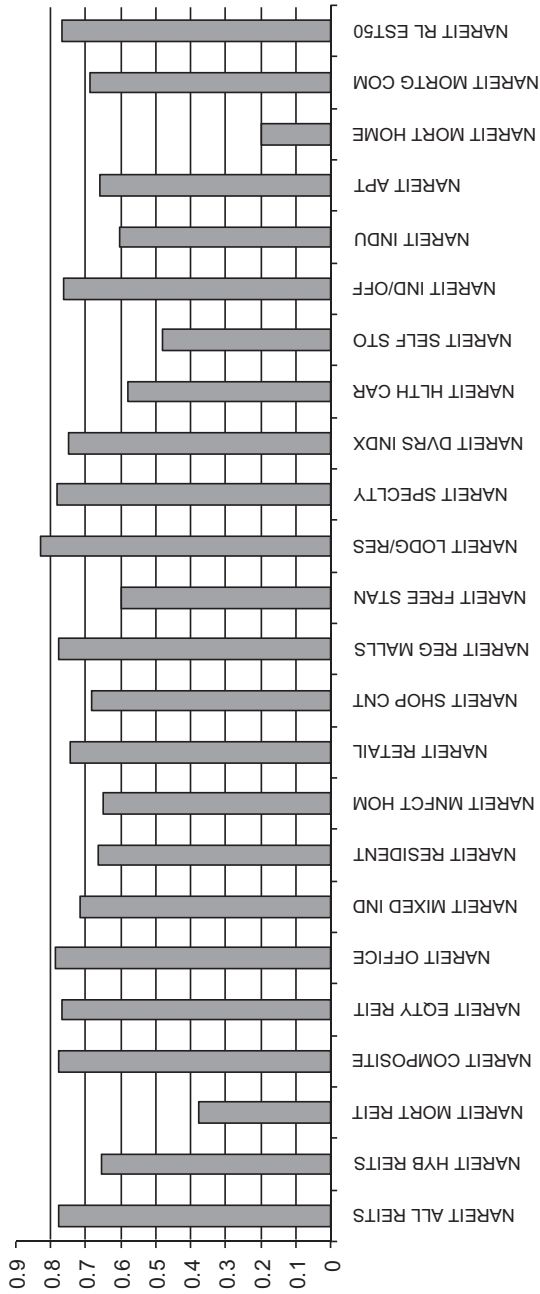 NAREIT RL EST50
NAREIT MORTG COM
NAREIT MORT HOME
NAREIT APT
NAREIT INDU
NAREIT IND/OFF
NAREIT SELF STO
NAREIT HLTH CAR
NAREIT DVRS INDX
NAREIT SPECLTY
NAREIT LODG/RES
NAREIT FREE STAN
NAREIT REG MALLS
NAREIT SHOP CNT
NAREIT RETAIL
NAREIT MNFCT HOM
NAREIT RESIDENT
NAREIT MIXED IND
NAREIT OFFICE
NAREIT EQTY REIT
NAREIT COMPOSITE
NAREIT MORT REIT
NAREIT HYB REITS
NAREIT ALL REITS
0.9
0.8
0.7
0.6
0.5
0.4
0.3
0.2
0.1
0